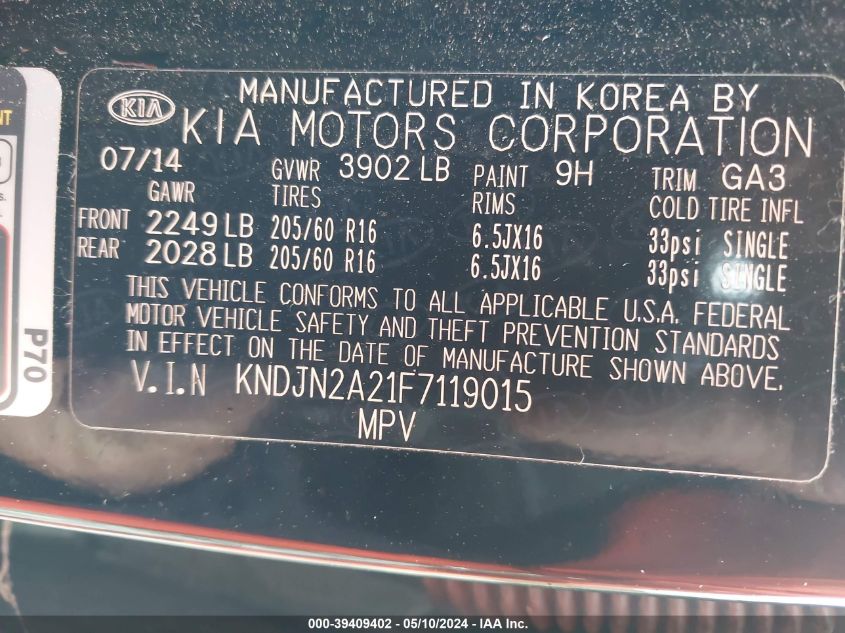 MANUFACTURED IN KOREA BY
KIA
KIA MOTORS CORPORATION
07/14 GVWR 3902 LB PAINT 9H TRIM GA3
GAWR TIRES RIMS COLD TIRE INFL
FRONT 2249 LB 205/60 R16 6.5JX16 33psi SINGLE
REAR 2028 LB 205/60 R16 6.5JX16 33psi SINGLE
THIS VEHICLE CONFORMS TO ALL APPLICABLE U.S.A. FEDERAL
MOTOR VEHICLE SAFETY AND THEFT PREVENTION STANDARDS
IN EFFECT ON THE DATE OF MANUFACTURE SHOWN ABOVE.
V.I.N KNDJN2A21F7119015
MPV
P70
000-39409402 - 05/10/2024 - IAA Inc.